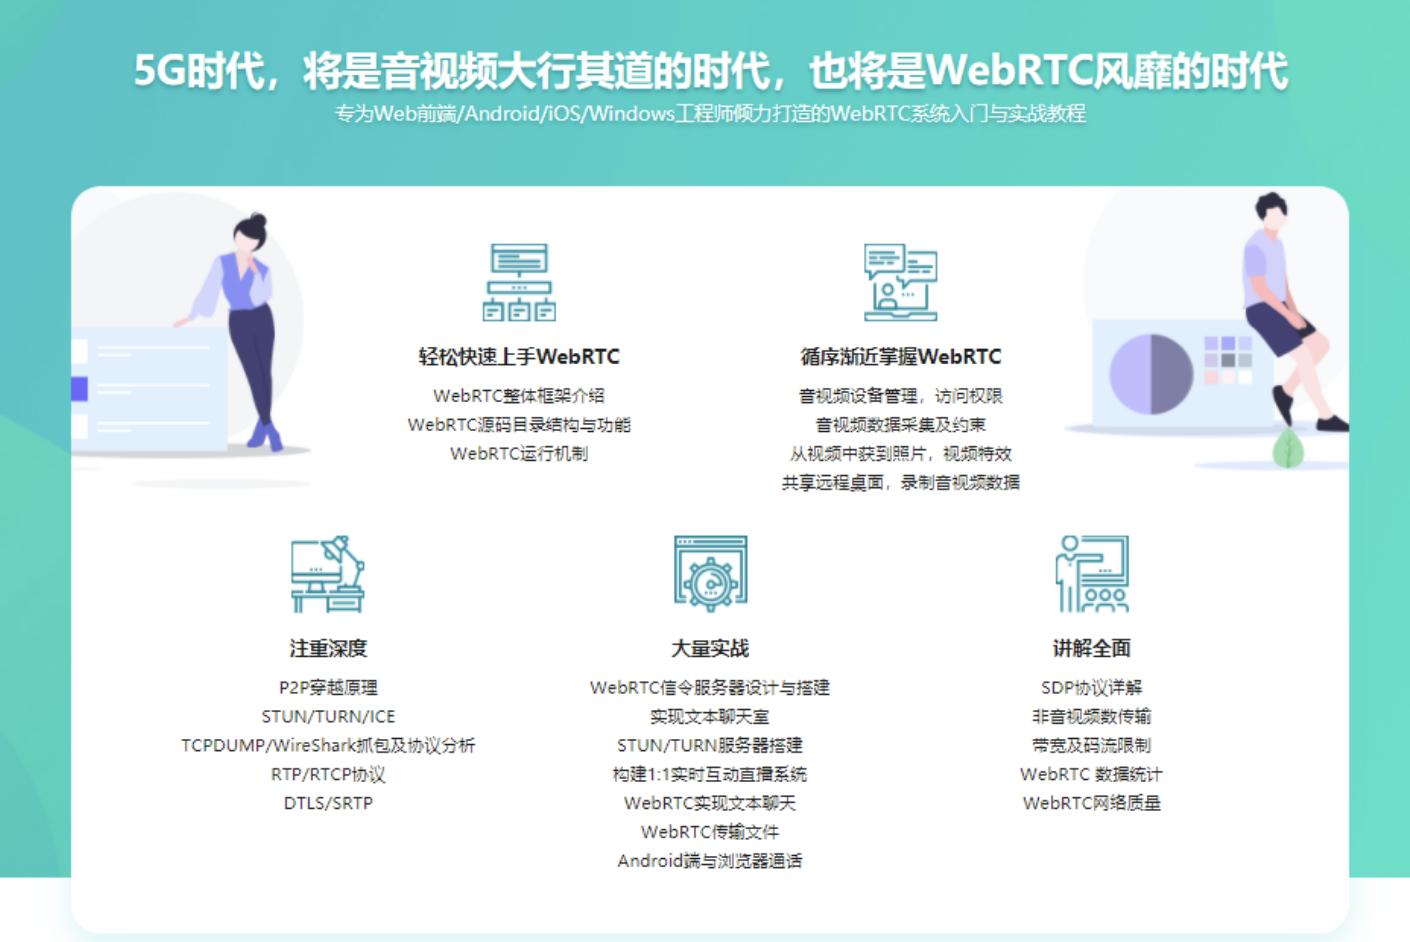 5G时代，将是音视频大行其道的时代，也将是WebRTC风靡的时代
专为Web前端/Android/iOS/Windows工程师倾力打造的WebRTC系统入门与实战教程
轻松快速上手WebRTC
WebRTC整体框架介绍
WebRTC源码目录结构与功能
WebRTC运行机制
循序渐近掌握WebRTC
音视频设备管理，访问权限
音视频数据采集及约束
从视频中获到照片，视频特效
共享远程桌面，录制音视频数据
注重深度
P2P穿越原理
STUN/TURN/ICE
TCPDUMP/WireShark抓包及协议分析
RTP/RTCP协议
DTLS/SRTP
大量实战
WebRTC信令服务器设计与搭建
实现文本聊天室
STUN/TURN服务器搭建
构建1:1实时互动直播系统
WebRTC实现文本聊天
WebRTC传输文件
Android端与浏览器通话
讲解全面
SDP协议详解
非音视频数传输
带宽及码流限制
WebRTC 数据统计
WebRTC网络质量